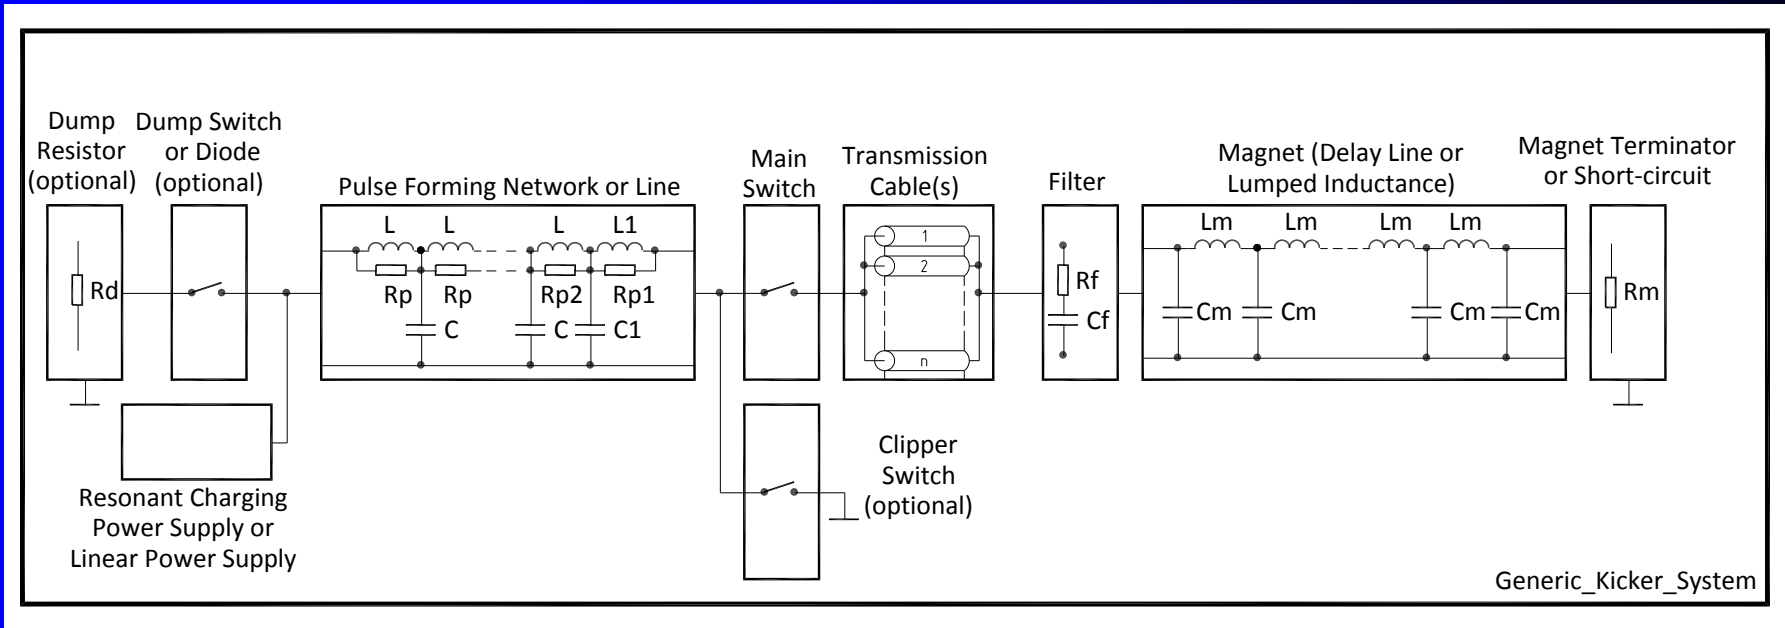 Dump
Resistor
(optional)
Dump Switch
or Diode
(optional)
Pulse Forming Network or Line
Main
Switch
Transmission
Cable(s)
Filter
Magnet (Delay Line or
Lumped Inductance)
Magnet Terminator
or Short-circuit
Rd
L L L L1
Rp Rp Rp2 Rp1
C C C1
1
2
n
Rf
Cf
Lm Lm Lm Lm
Cm Cm Cm Cm
Rm
Resonant Charging
Power Supply or
Linear Power Supply
Clipper
Switch
(optional)
Generic_Kicker_System